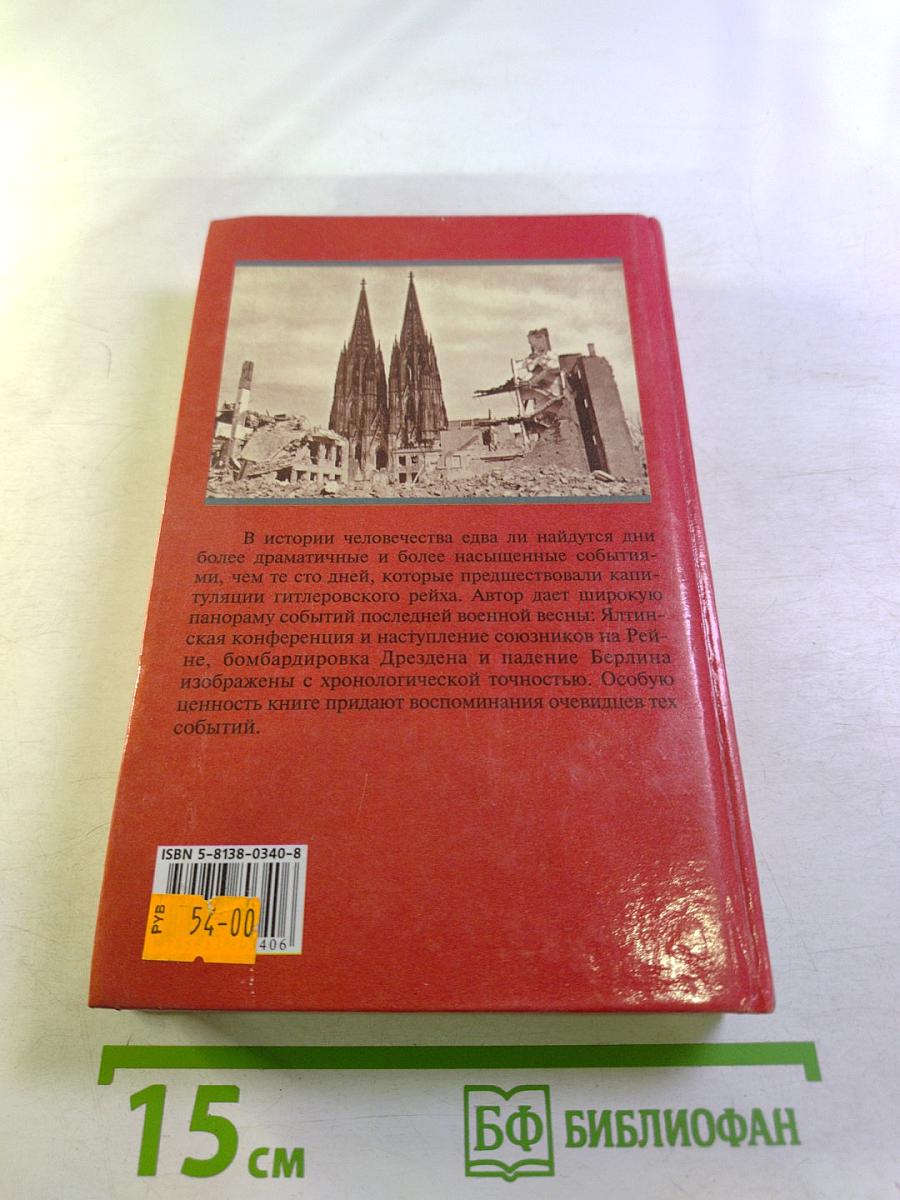 В истории человечества едва ли найдутся дни
более драматичные и более насыщенные события-
ми, чем те сто дней, которые предшествовали капи-
туляции гитлеровского рейха. Автор дает широкую
панораму событий последней военной весны: Ялтин-
ская конференция и наступление союзников на Рей-
не, бомбардировка Дрездена и падение Берлина
изображены с хронологической точностью. Особую
ценность книге придают воспоминания очевидцев тех
событий.
ISBN 5-8138-0340-8
РУВ 54-00
406
15 см
БФ БИБЛИОФАН